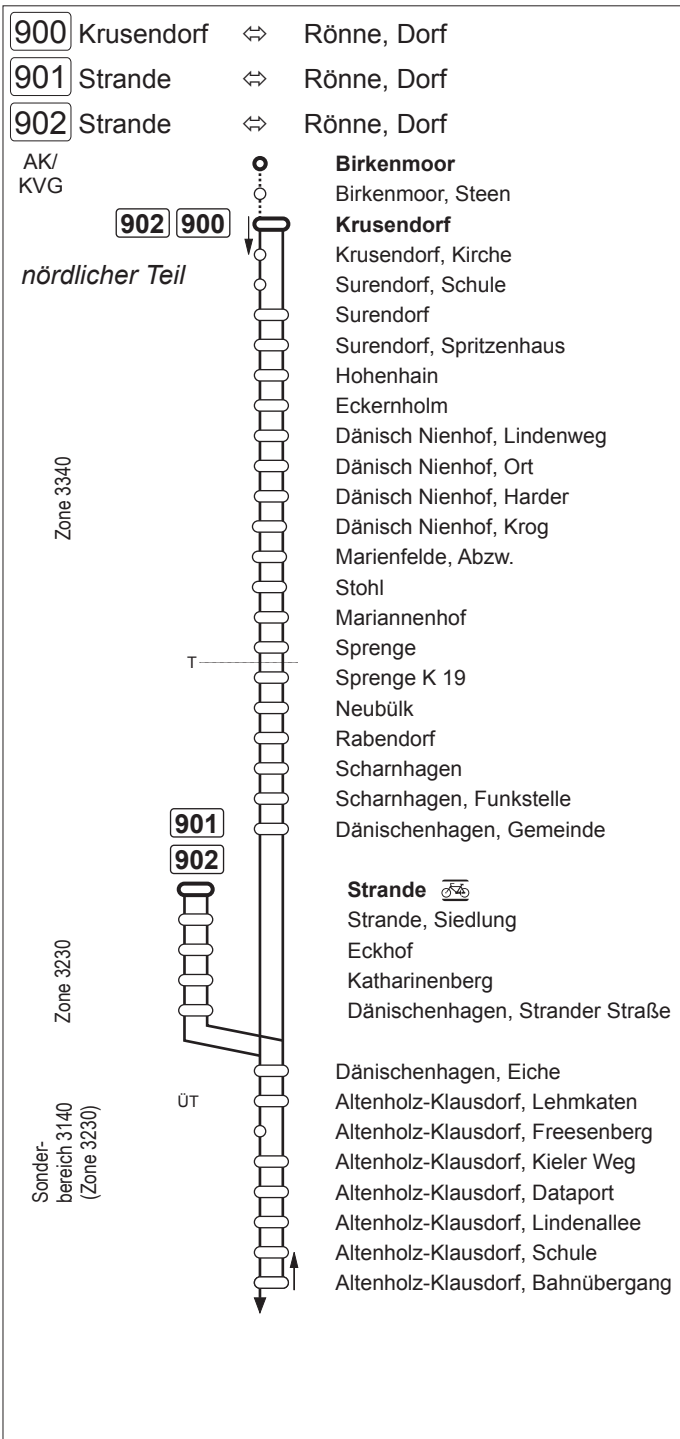 900 Krusendorf ⇔ Rönne, Dorf
901 Strande ⇔ Rönne, Dorf
902 Strande ⇔ Rönne, Dorf
AK/
KVG
Birkenmoor
Birkenmoor, Steen
902 900 Krusendorf
Krusendorf, Kirche
nördlicher Teil
Surendorf, Schule
Surendorf
Surendorf, Spritzenhaus
Hohenhain
Eckernholm
Dänisch Nienhof, Lindenweg
Dänisch Nienhof, Ort
Zone 3340
Dänisch Nienhof, Harder
Dänisch Nienhof, Krog
Marienfelde, Abzw.
Stohl
Mariannenhof
Sprenge
T
Sprenge K 19
Neubülk
Rabendorf
Scharnhagen
Scharnhagen, Funkstelle
901
Dänischenhagen, Gemeinde
902
Strande
Strande, Siedlung
Eckhof
Zone 3230
Katharinenberg
Dänischenhagen, Strander Straße
Dänischenhagen, Eiche
ÜT
Altenholz-Klausdorf, Lehmkaten
Altenholz-Klausdorf, Freesenberg
Sonder-
bereich 3140
(Zone 3230)
Altenholz-Klausdorf, Kieler Weg
Altenholz-Klausdorf, Dataport
Altenholz-Klausdorf, Lindenallee
Altenholz-Klausdorf, Schule
Altenholz-Klausdorf, Bahnübergang